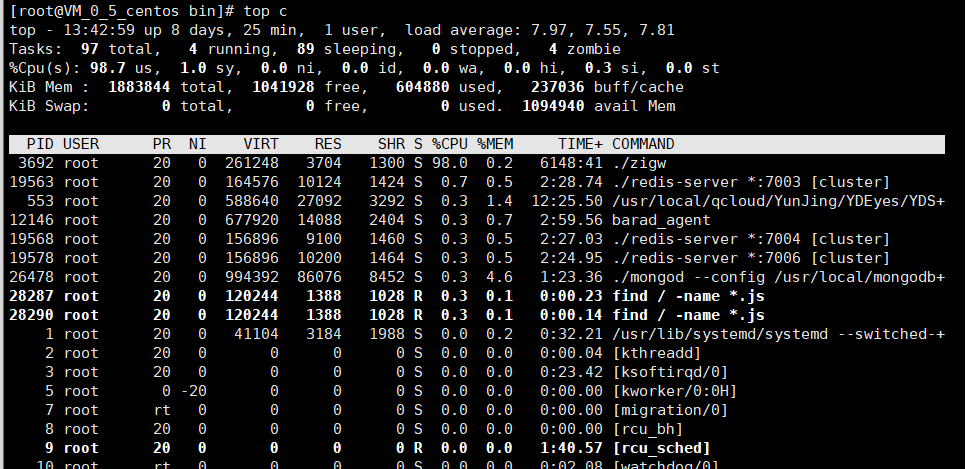 [root@VM_0_5_centos bin]# top c
top - 13:42:59 up 8 days, 25 min,  1 user,  load average: 7.97, 7.55, 7.81
Tasks:  97 total,   4 running,  89 sleeping,   0 stopped,   4 zombie
%Cpu(s): 98.7 us,  1.0 sy,  0.0 ni,  0.0 id,  0.0 wa,  0.0 hi,  0.3 si,  0.0 st
KiB Mem :  1883844 total,  1041928 free,   604880 used,   237036 buff/cache
KiB Swap:        0 total,        0 free,        0 used.  1094940 avail Mem
PID USER      PR  NI    VIRT    RES    SHR S %CPU %MEM     TIME+ COMMAND
3692 root      20   0  261248   3704   1300 S 98.0  0.2   6148:41 ./zigw
19563 root      20   0  164576  10124   1424 S  0.7  0.5   2:28.74 ./redis-server *:7003 [cluster]
553 root      20   0  588640  27092   3292 S  0.3  1.4  12:25.50 /usr/local/qcloud/YunJing/YDEyes/YDS+
12146 root      20   0  677920  14088   2404 S  0.3  0.7   2:59.56 barad_agent
19568 root      20   0  156896   9100   1460 S  0.3  0.5   2:27.03 ./redis-server *:7004 [cluster]
19578 root      20   0  156896  10200   1464 S  0.3  0.5   2:24.95 ./redis-server *:7006 [cluster]
26478 root      20   0  994392  86076   8452 S  0.3  4.6   1:23.36 ./mongod --config /usr/local/mongodb+
28287 root      20   0  120244   1388   1028 R  0.3  0.1   0:00.23 find / -name *.js
28290 root      20   0  120244   1388   1028 R  0.3  0.1   0:00.14 find / -name *.js
1 root      20   0   41104   3184   1988 S  0.0  0.2   0:32.21 /usr/lib/systemd/systemd --switched-+
2 root      20   0       0      0      0 S  0.0  0.0   0:00.04 [kthreadd]
3 root      20   0       0      0      0 S  0.0  0.0   0:23.42 [ksoftirqd/0]
5 root       0 -20       0      0      0 S  0.0  0.0   0:00.00 [kworker/0:0H]
7 root      rt   0       0      0      0 S  0.0  0.0   0:00.00 [migration/0]
8 root      20   0       0      0      0 S  0.0  0.0   0:00.00 [rcu_bh]
9 root      20   0       0      0      0 R  0.0  0.0   1:40.57 [rcu_sched]
10 root      rt   0       0      0      0 S  0.0  0.0   0:02.08 [watchdog/0]